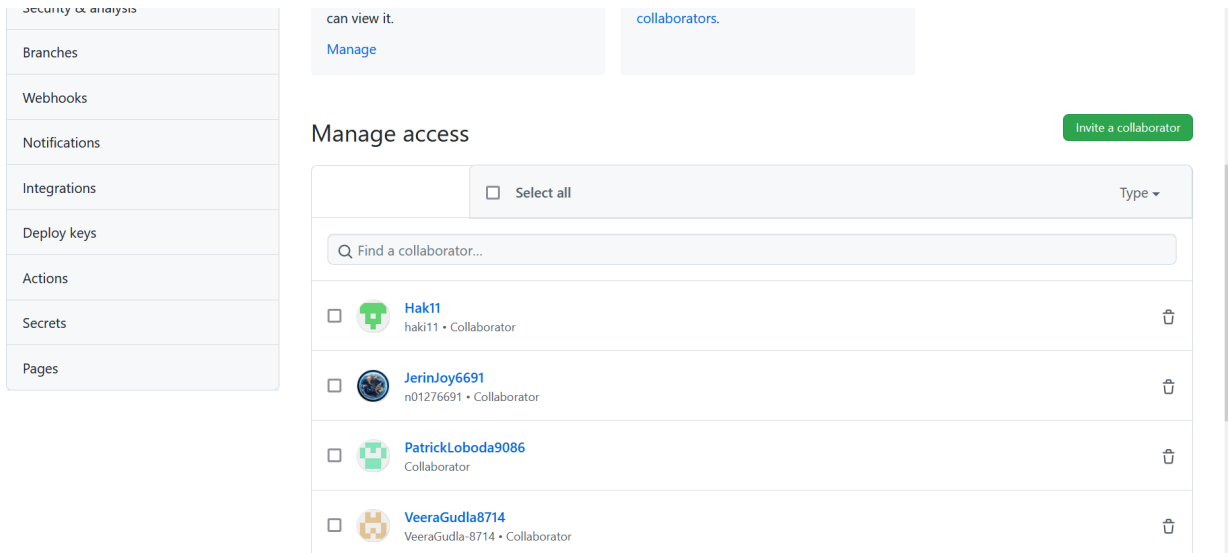 Security & analysis
Branches
Webhooks
Notifications
Integrations
Deploy keys
Actions
Secrets
Pages
can view it.
Manage
collaborators.
Manage access
Invite a collaborator
Select all
Type
Find a collaborator...
Hak11
haki11 • Collaborator
JerinJoy6691
n01276691 • Collaborator
PatrickLoboda9086
Collaborator
VeeraGudla8714
VeeraGudla-8714 • Collaborator